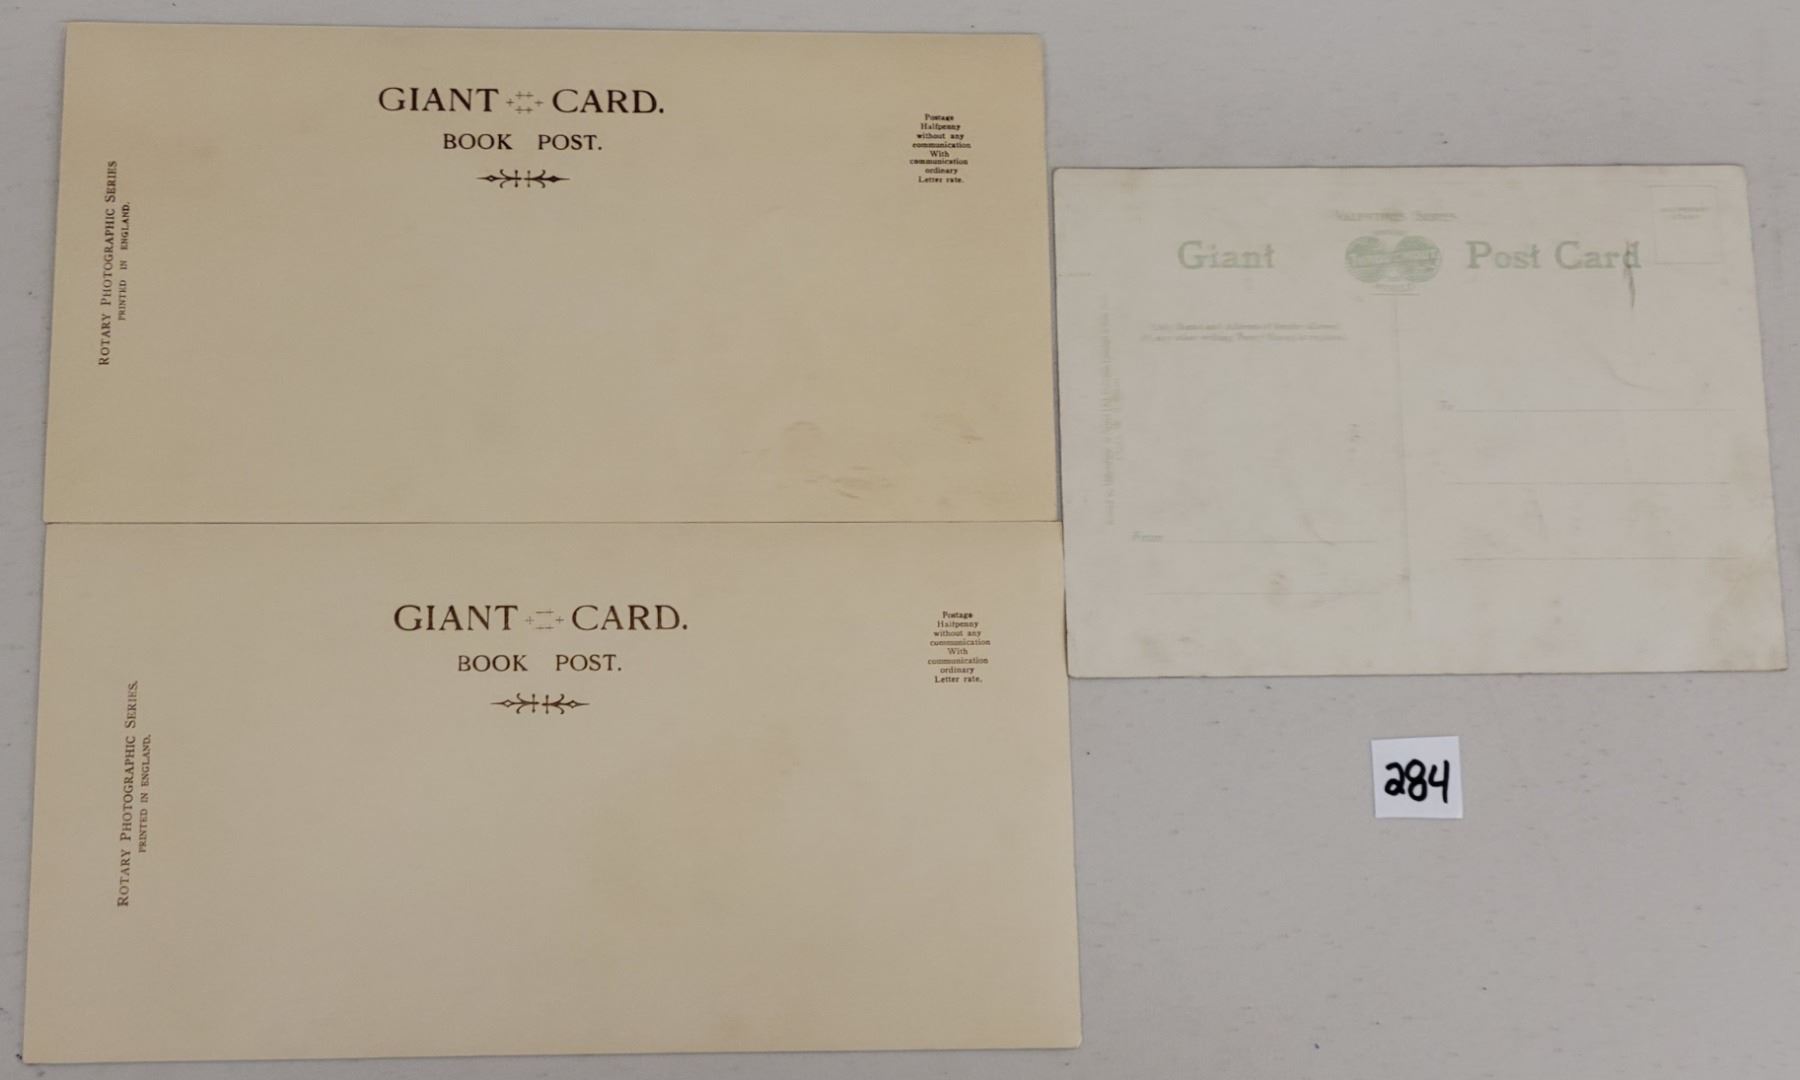 GIANT CARD.
BOOK POST.
Postage
Halfpenny
without any
communication
With
communication
ordinary
Letter rate.
ROTARY PHOTOGRAPHIC SERIES
PRINTED IN ENGLAND.
GIANT CARD.
BOOK POST.
Postage
Halfpenny
without any
communication
With
communication
ordinary
Letter rate.
ROTARY PHOTOGRAPHIC SERIES.
PRINTED IN ENGLAND.
VALENTINES SERIES
Giant Post Card
To
From
284